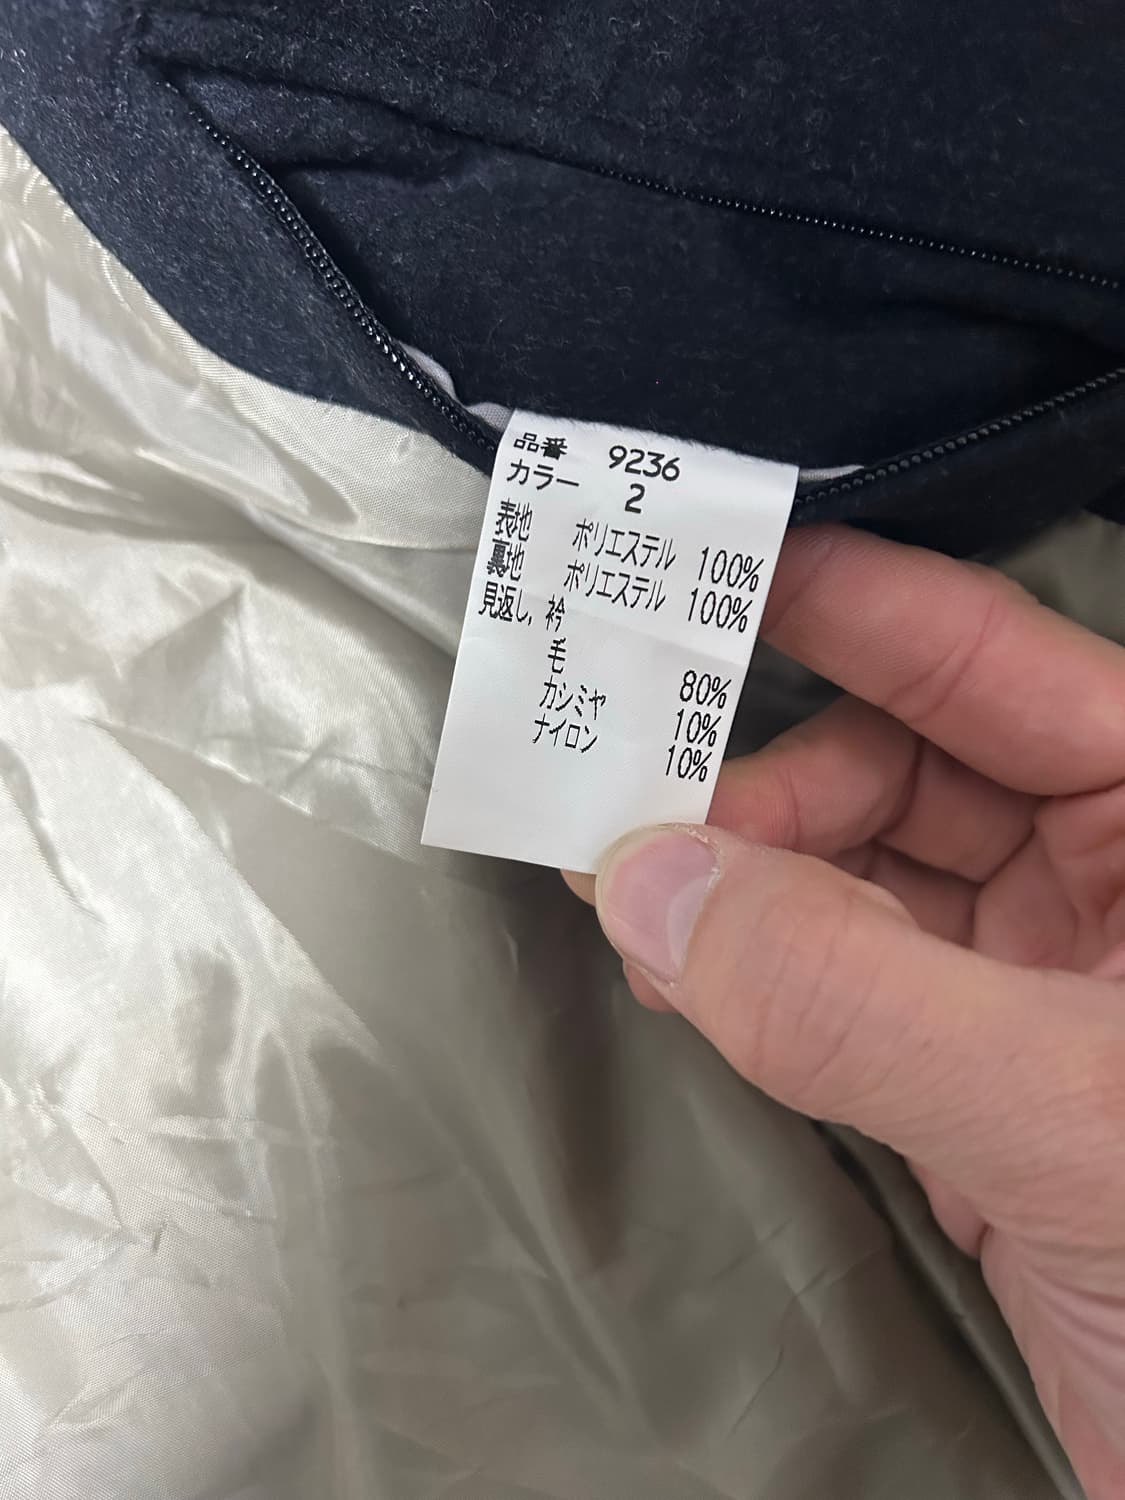 品番 9236
カラー 2
表地 ポリエステル 100%
裏地 ポリエステル 100%
見返し, 衿
毛 80%
カシミヤ 10%
ナイロン 10%